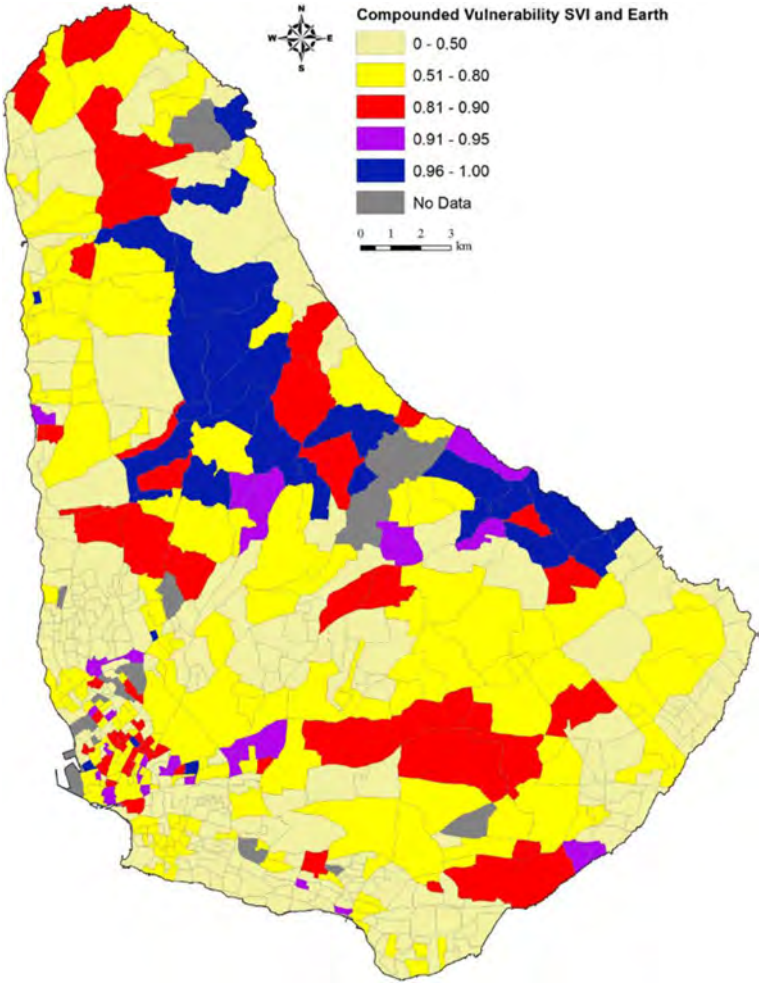 Compounded Vulnerability SVI and Earth
N
W E
S
0 - 0.50
0.51 - 0.80
0.81 - 0.90
0.91 - 0.95
0.96 - 1.00
No Data
0 1 2 3
km